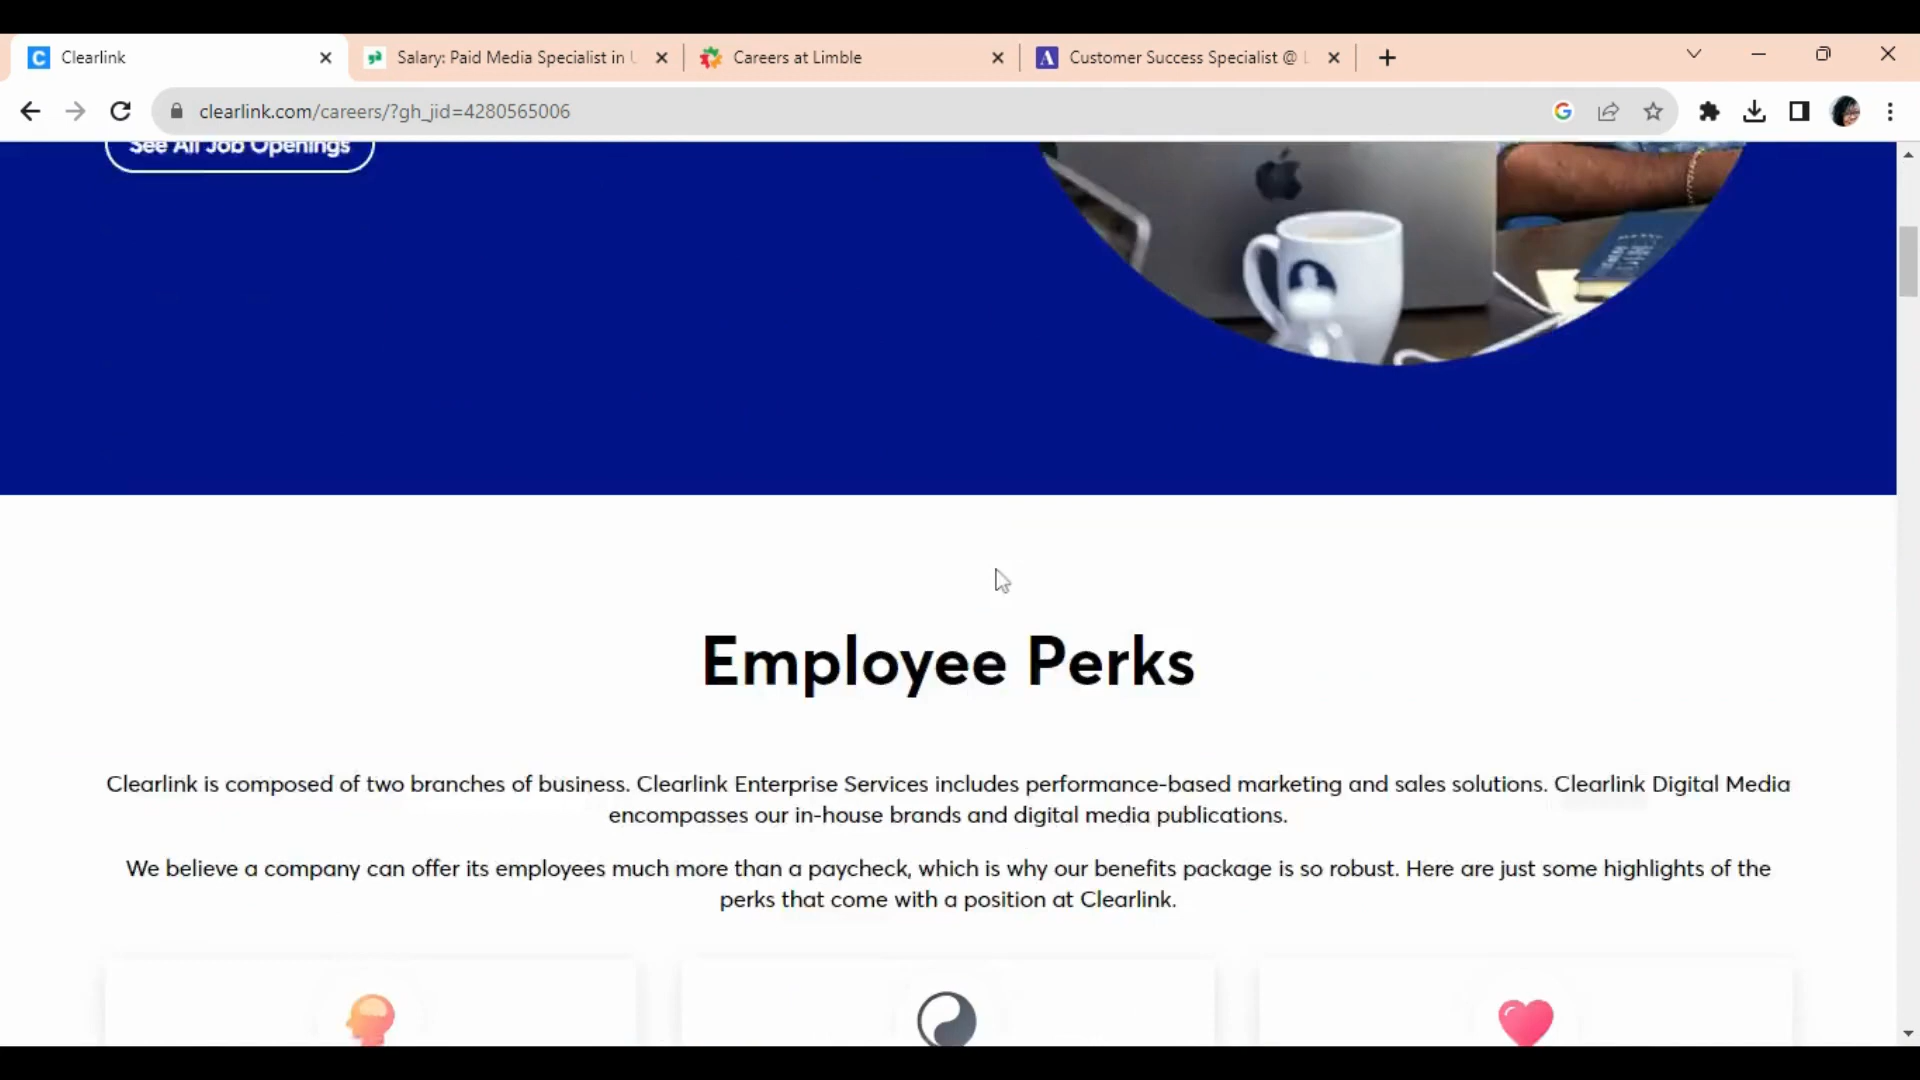 Clearlink
Salary: Paid Media Specialist in U
Careers at Limble
Customer Success Specialist @ L
clearlink.com/careers/?gh_jid=4280565006
See All Job Openings
Employee Perks
Clearlink is composed of two branches of business. Clearlink Enterprise Services includes performance-based marketing and sales solutions. Clearlink Digital Media
encompasses our in-house brands and digital media publications.
We believe a company can offer its employees much more than a paycheck, which is why our benefits package is so robust. Here are just some highlights of the
perks that come with a position at Clearlink.